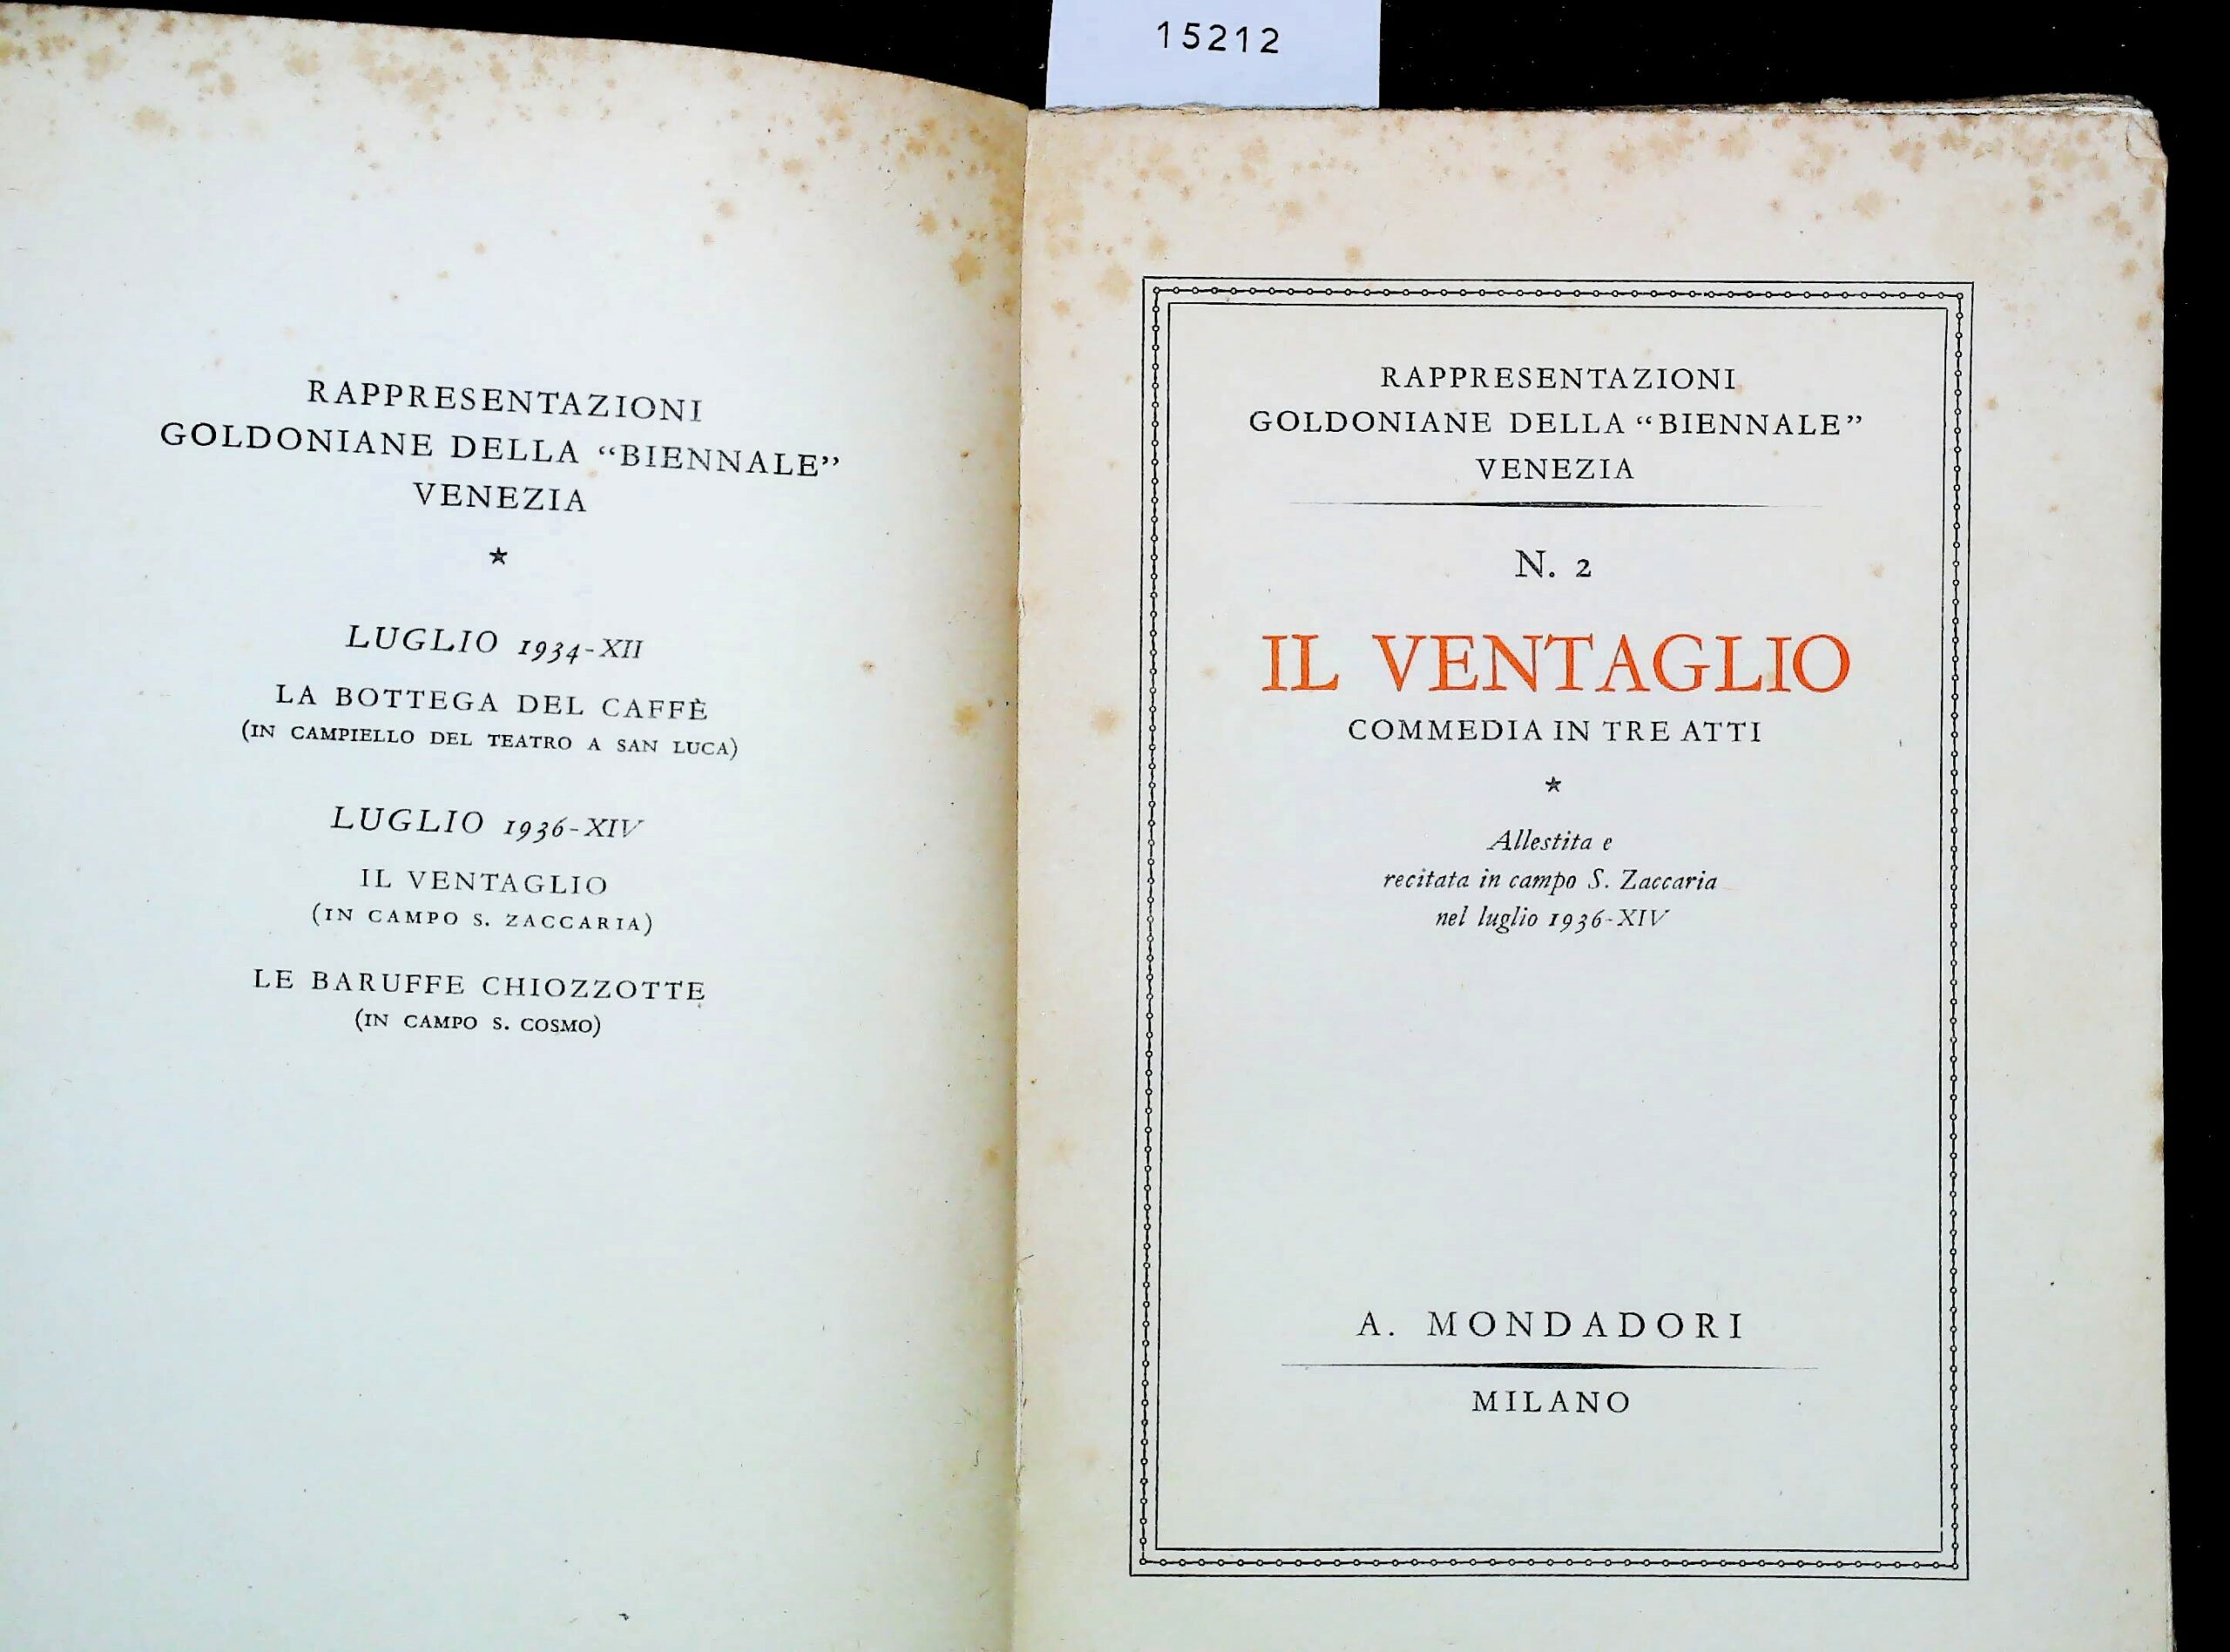 15212
RAPPRESENTAZIONI
GOLDONIANE DELLA “BIENNALE”
VENEZIA
★
LUGLIO 1934-XII
LA BOTTEGA DEL CAFFÈ
(IN CAMPIELLO DEL TEATRO A SAN LUCA)
LUGLIO 1936-XIV
IL VENTAGLIO
(IN CAMPO S. ZACCARIA)
LE BARUFFE CHIOZZOTTE
(IN CAMPO S. COSMO)
RAPPRESENTAZIONI
GOLDONIANE DELLA “BIENNALE”
VENEZIA
N. 2
IL VENTAGLIO
COMMEDIA IN TRE ATTI
★
Allestita e
recitata in campo S. Zaccaria
nel luglio 1936-XIV
A. MONDADORI
MILANO